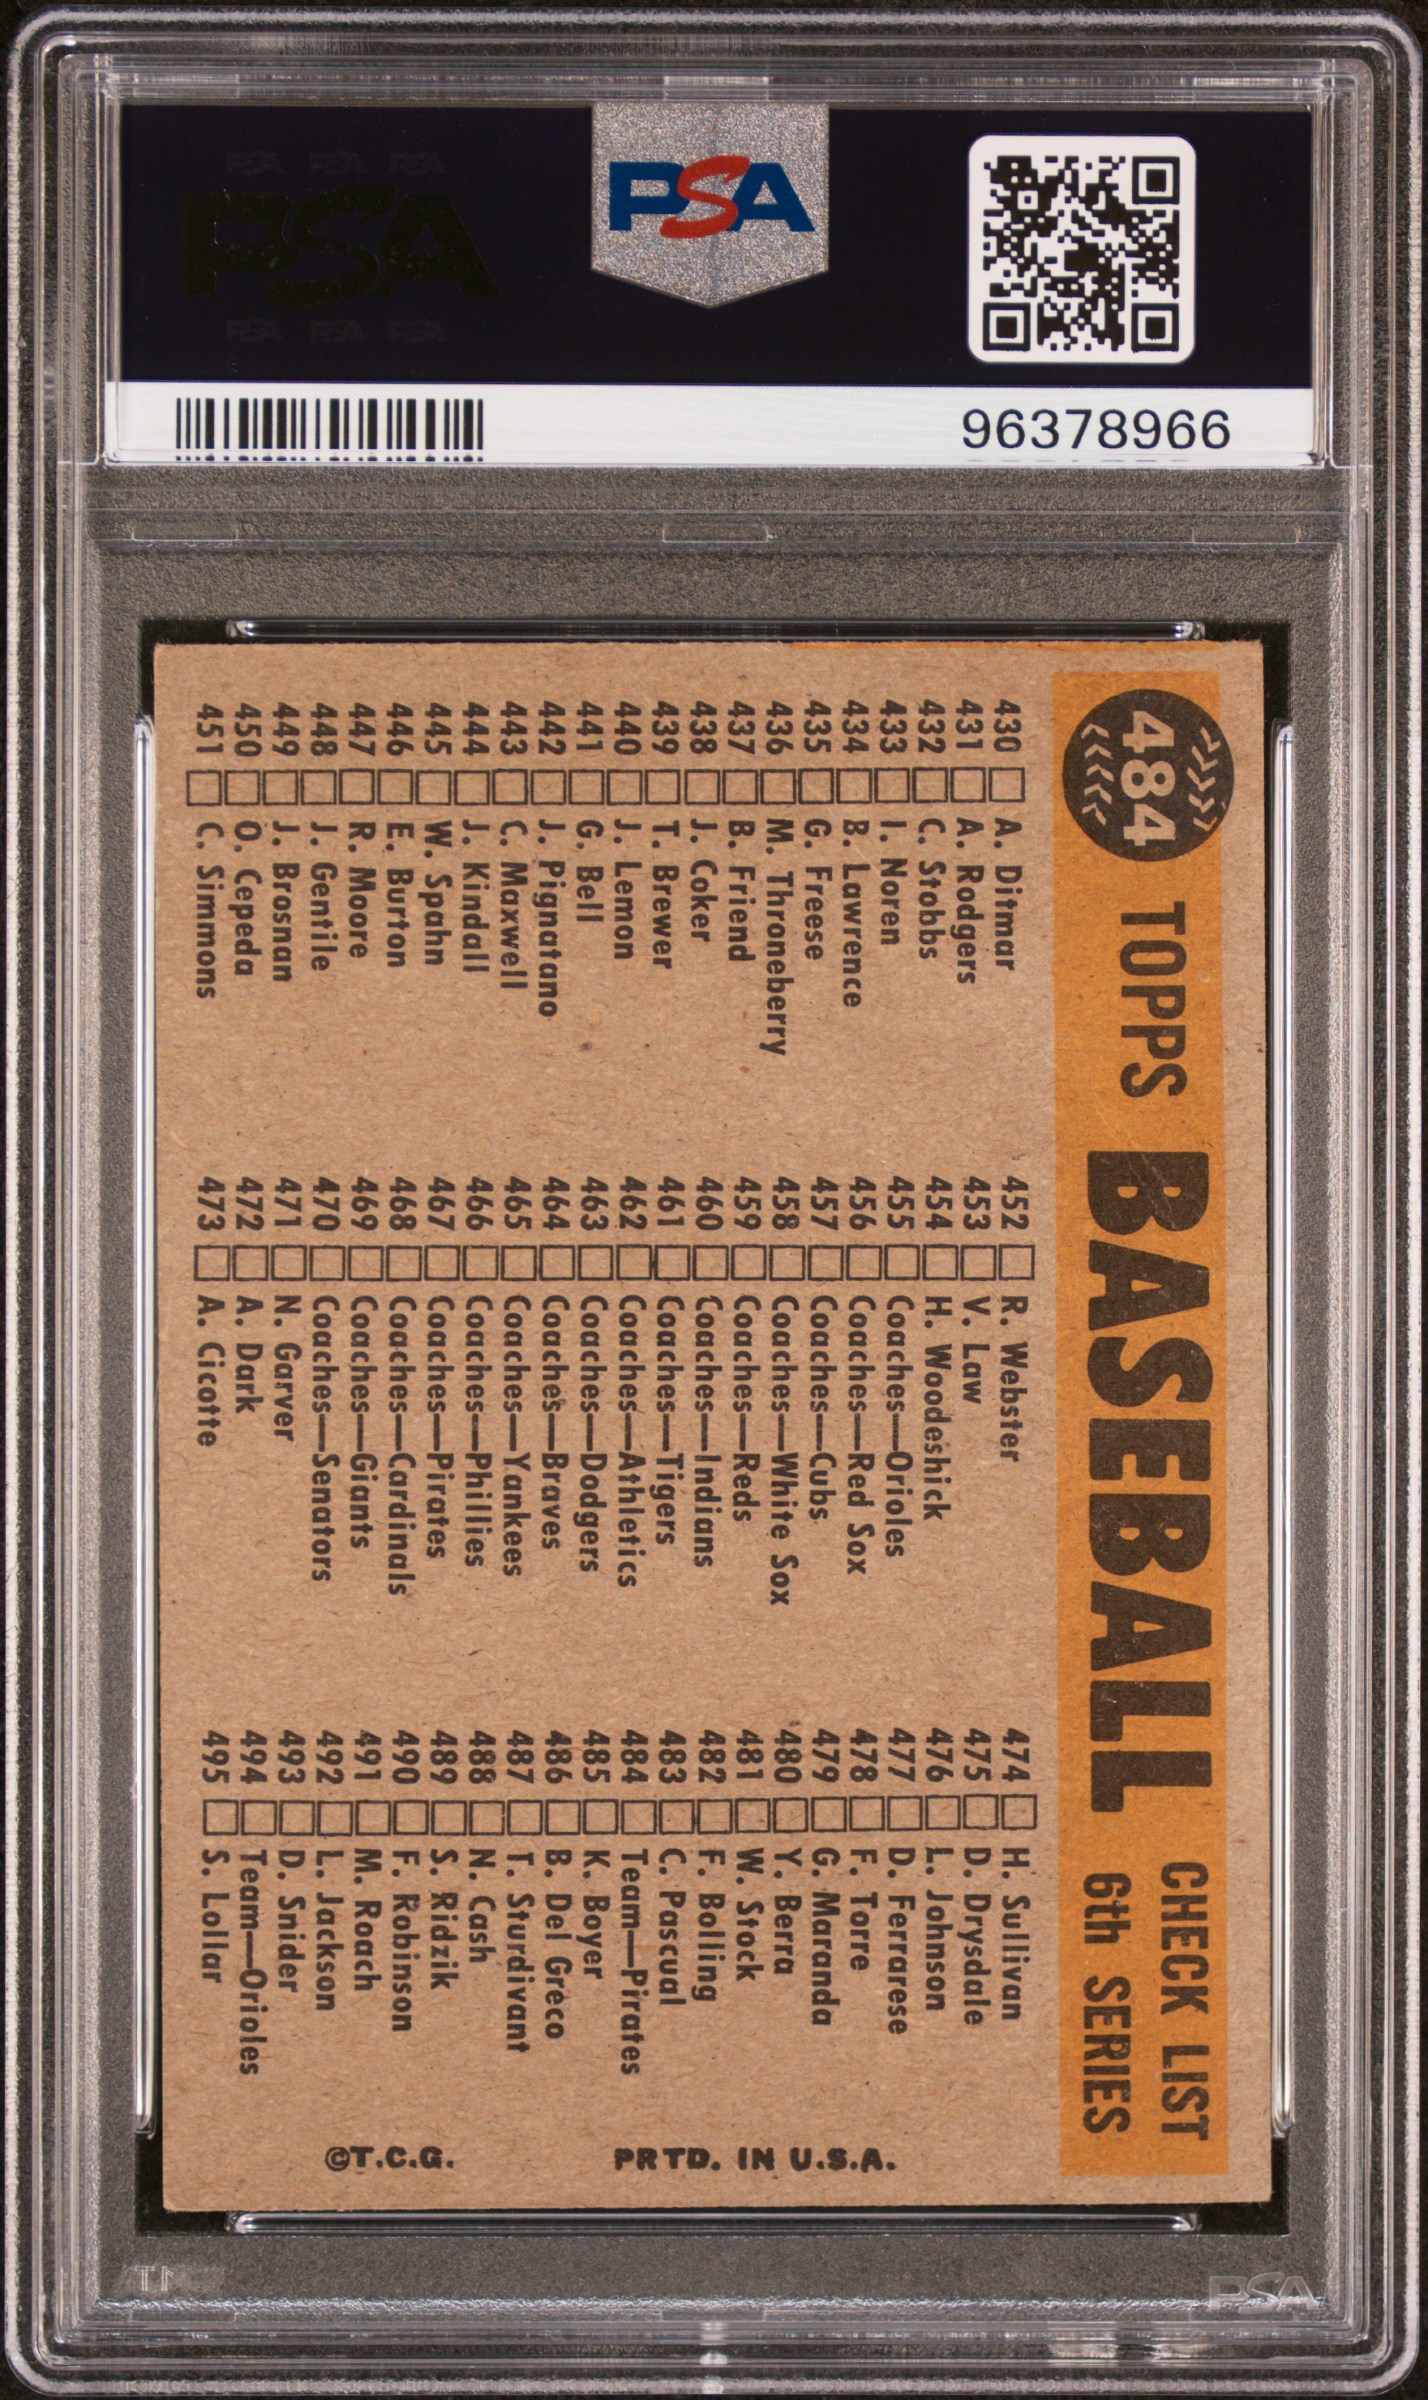 PSA PSA PSA
PSA
PSA PSA PSA
PSA
96378966
484 TOPPS BASEBALL CHECK LIST
6th SERIES
430 A. Ditmar
431 A. Rodgers
432 C. Stobbs
433 I. Noren
434 B. Lawrence
435 G. Freese
436 M. Throneberry
437 B. Friend
438 J. Coker
439 T. Brewer
440 J. Lemon
441 G. Bell
442 J. Pignatano
443 C. Maxwell
444 J. Kindall
445 W. Spahn
446 E. Burton
447 R. Moore
448 J. Gentile
449 J. Brosnan
450 O. Cepeda
451 C. Simmons
452 R. Webster
453 V. Law
454 H. Woodeshick
455 Coaches—Orioles
456 Coaches—Red Sox
457 Coaches—Cubs
458 Coaches—White Sox
459 Coaches—Reds
460 Coaches—Indians
461 Coaches—Tigers
462 Coaches—Athletics
463 Coaches—Dodgers
464 Coaches—Braves
465 Coaches—Yankees
466 Coaches—Phillies
467 Coaches—Pirates
468 Coaches—Cardinals
469 Coaches—Giants
470 Coaches—Senators
471 N. Garver
472 A. Dark
473 A. Cicotte
474 H. Sullivan
475 D. Drysdale
476 L. Johnson
477 D. Ferrarese
478 F. Torre
479 G. Maranda
480 Y. Berra
481 W. Stock
482 F. Bolling
483 C. Pascual
484 Team—Pirates
485 K. Boyer
486 B. Del Greco
487 T. Sturdivant
488 N. Cash
489 S. Ridzik
490 F. Robinson
491 M. Roach
492 L. Jackson
493 D. Snider
494 Team—Orioles
495 S. Lollar
PRTD. IN U.S.A.
©T.C.G.
PSA